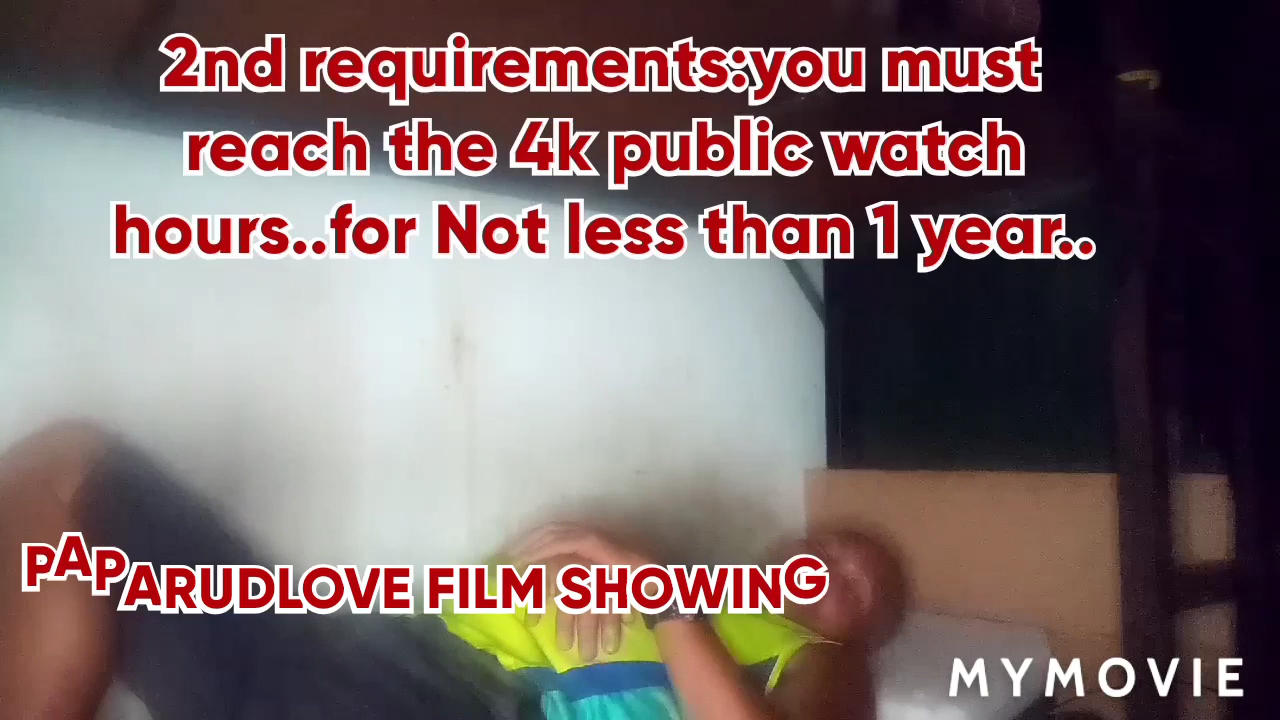 2nd requirements:you must
reach the 4k public watch
hours..for Not less than 1 year..
PAPARUDLOVE FILM SHOWING
MYMOVIE